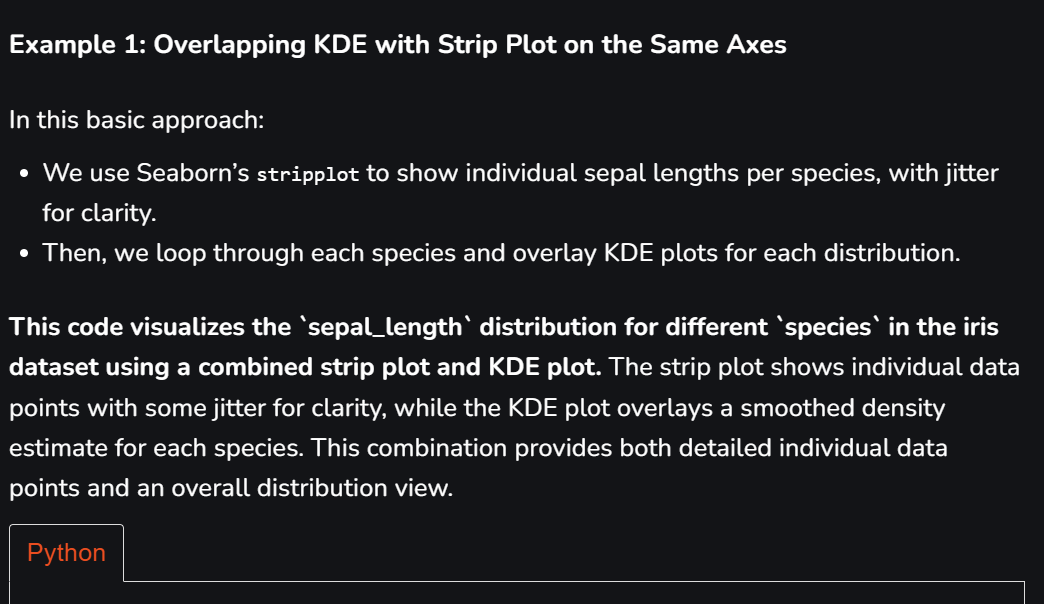 Example 1: Overlapping KDE with Strip Plot on the Same Axes
In this basic approach:
• We use Seaborn’s stripplot to show individual sepal lengths per species, with jitter
for clarity.
• Then, we loop through each species and overlay KDE plots for each distribution.
This code visualizes the `sepal_length` distribution for different `species` in the iris
dataset using a combined strip plot and KDE plot. The strip plot shows individual data
points with some jitter for clarity, while the KDE plot overlays a smoothed density
estimate for each species. This combination provides both detailed individual data
points and an overall distribution view.
Python